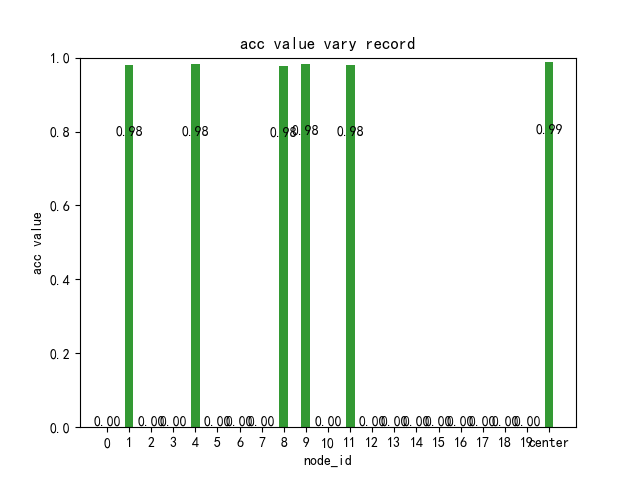 acc value vary record
1.0
0.8
0.6
0.4
0.2
0.0
acc value
0.98 0.98 0.98 0.98 0.98 0.99
0.00 0.00 0.00 0.00 0.00 0.00 0.00 0.00 0.00 0.00 0.00 0.00 0.00 0.00 0.00
0 1 2 3 4 5 6 7 8 9 10 11 12 13 14 15 16 17 18 19 center
node_id